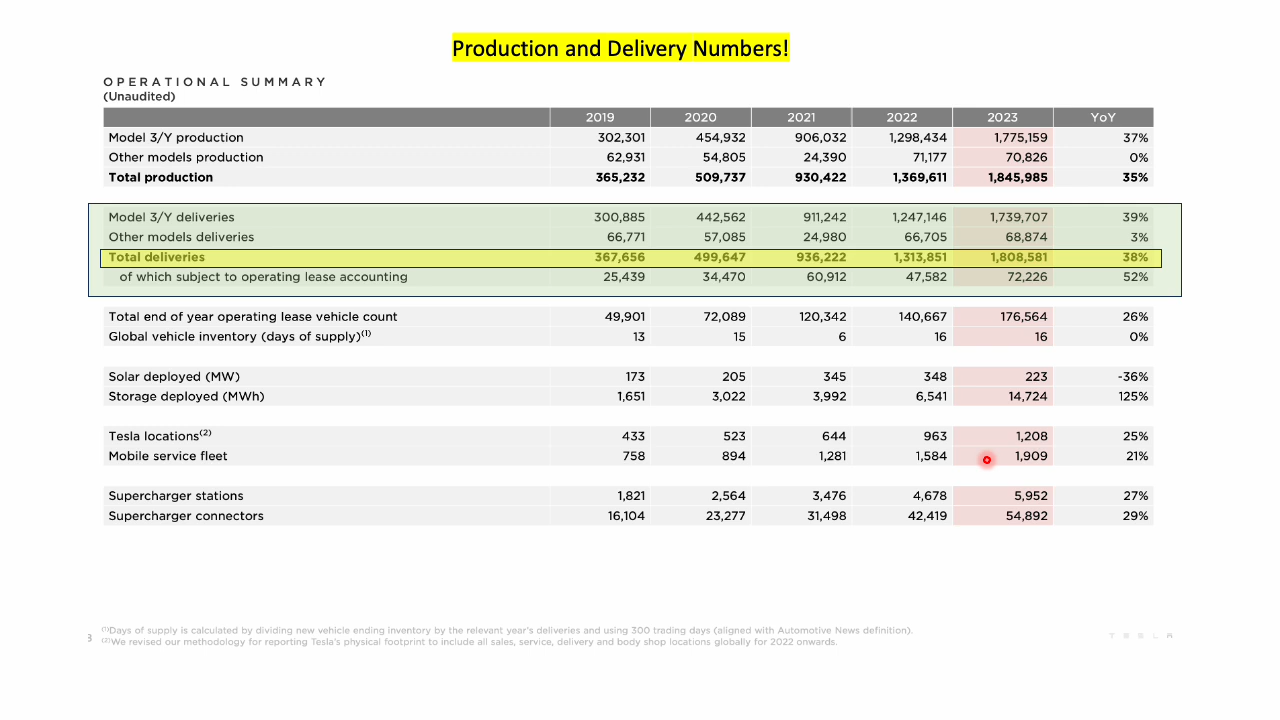 Production and Delivery Numbers!
OPERATIONAL SUMMARY
(Unaudited)
2019 2020 2021 2022 2023 YoY
Model 3/Y production 302,301 454,932 906,032 1,298,434 1,775,159 37%
Other models production 62,931 54,805 24,390 71,177 70,826 0%
Total production 365,232 509,737 930,422 1,369,611 1,845,985 35%
Model 3/Y deliveries 300,885 442,562 911,242 1,247,146 1,739,707 39%
Other models deliveries 66,771 57,085 24,980 66,705 68,874 3%
Total deliveries 367,656 499,647 936,222 1,313,851 1,808,581 38%
of which subject to operating lease accounting 25,439 34,470 60,912 47,582 72,226 52%
Total end of year operating lease vehicle count 49,901 72,089 120,342 140,667 176,564 26%
Global vehicle inventory (days of supply)⁽¹⁾ 13 15 6 16 16 0%
Solar deployed (MW) 173 205 345 348 223 -36%
Storage deployed (MWh) 1,651 3,022 3,992 6,541 14,724 125%
Tesla locations⁽²⁾ 433 523 644 963 1,208 25%
Mobile service fleet 758 894 1,281 1,584 1,909 21%
Supercharger stations 1,821 2,564 3,476 4,678 5,952 27%
Supercharger connectors 16,104 23,277 31,498 42,419 54,892 29%
⁽¹⁾Days of supply is calculated by dividing new vehicle ending inventory by the relevant year's deliveries and using 300 trading days (aligned with Automotive News definition).
8 ⁽²⁾We revised our methodology for reporting Tesla's physical footprint to include all sales, service, delivery and body shop locations globally for 2022 onwards.
TESLA